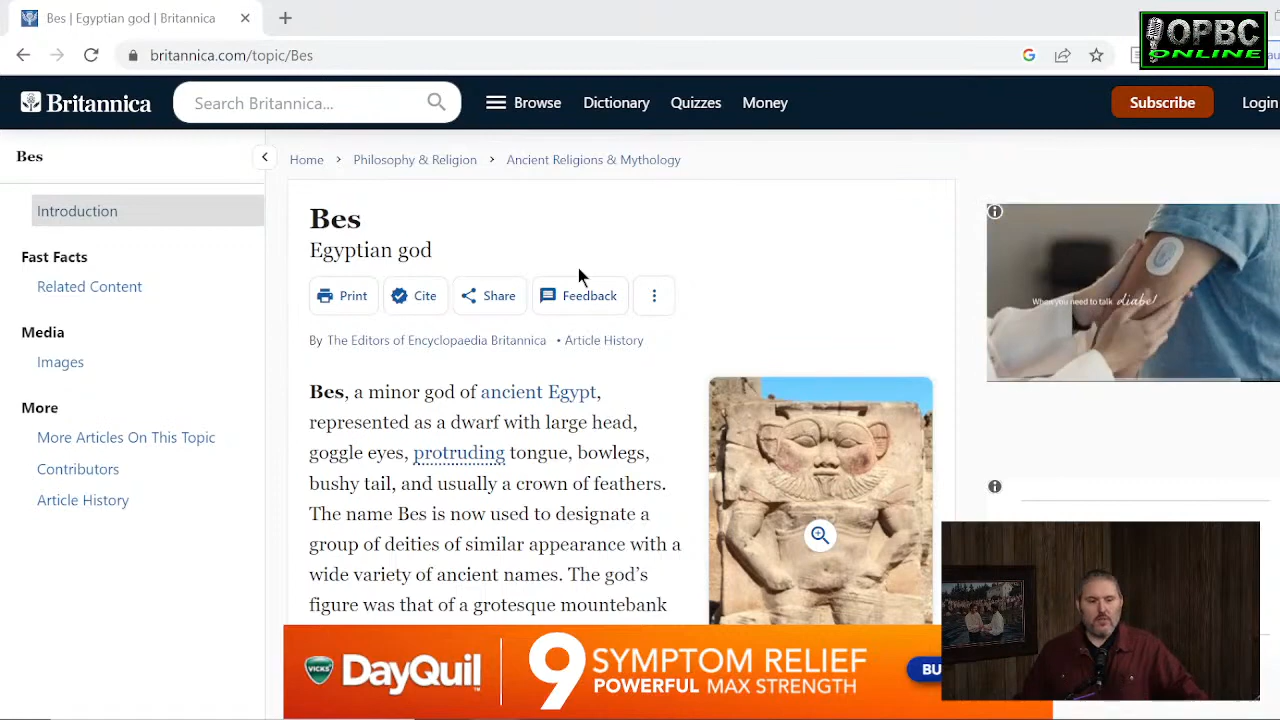 Bes | Egyptian god | Britannica
OPBC
ONLINE
britannica.com/topic/Bes
Britannica
Search Britannica...
Browse
Dictionary
Quizzes
Money
Subscribe
Login
Bes
Home > Philosophy & Religion > Ancient Religions & Mythology
Introduction
Fast Facts
Related Content
Media
Images
More
More Articles On This Topic
Contributors
Article History
Bes
Egyptian god
Print
Cite
Share
Feedback
By The Editors of Encyclopaedia Britannica • Article History
Bes, a minor god of ancient Egypt,
represented as a dwarf with large head,
goggle eyes, protruding tongue, bowlegs,
bushy tail, and usually a crown of feathers.
The name Bes is now used to designate a
group of deities of similar appearance with a
wide variety of ancient names. The god's
figure was that of a grotesque mountebank
When you need to talk diabe!
VICKS
DayQuil
9 SYMPTOM RELIEF
POWERFUL MAX STRENGTH
BU